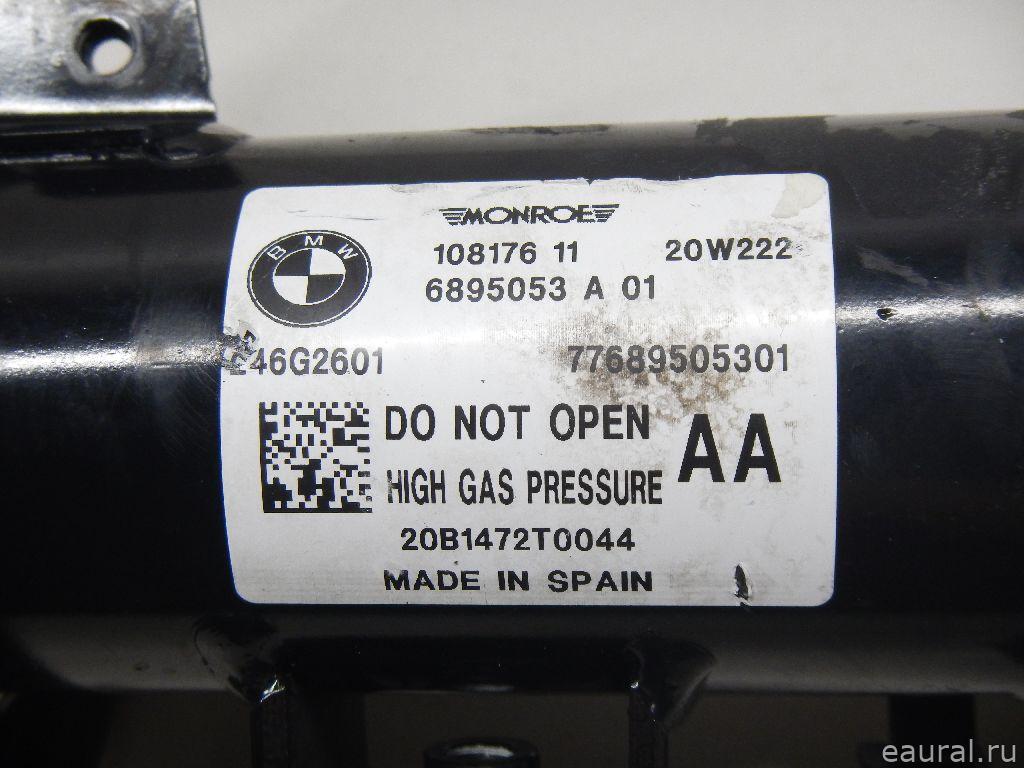 MONROE
BMW
108176 11 20W222
6895053 A 01
46G2601 77689505301
DO NOT OPEN
AA
HIGH GAS PRESSURE
20B1472T0044
MADE IN SPAIN
eaural.ru